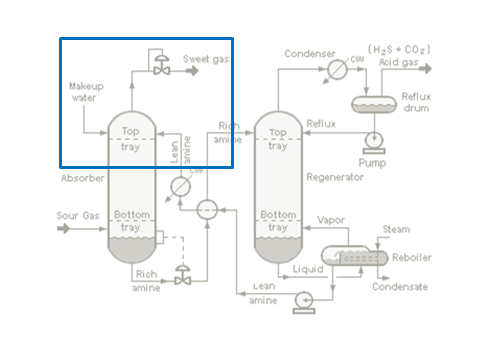 Sweet gas
Makeup
water
Top
tray
Lean
amine
CW
Absorber
Sour Gas
Bottom
tray
Rich
amine
Rich
amine
Condenser
CW
(H₂S + CO₂)
Acid gas
Reflux
drum
Reflux
Pump
Top
tray
Regenerator
Bottom
tray
Vapor
Steam
Reboiler
Liquid
Condensate
Lean
amine